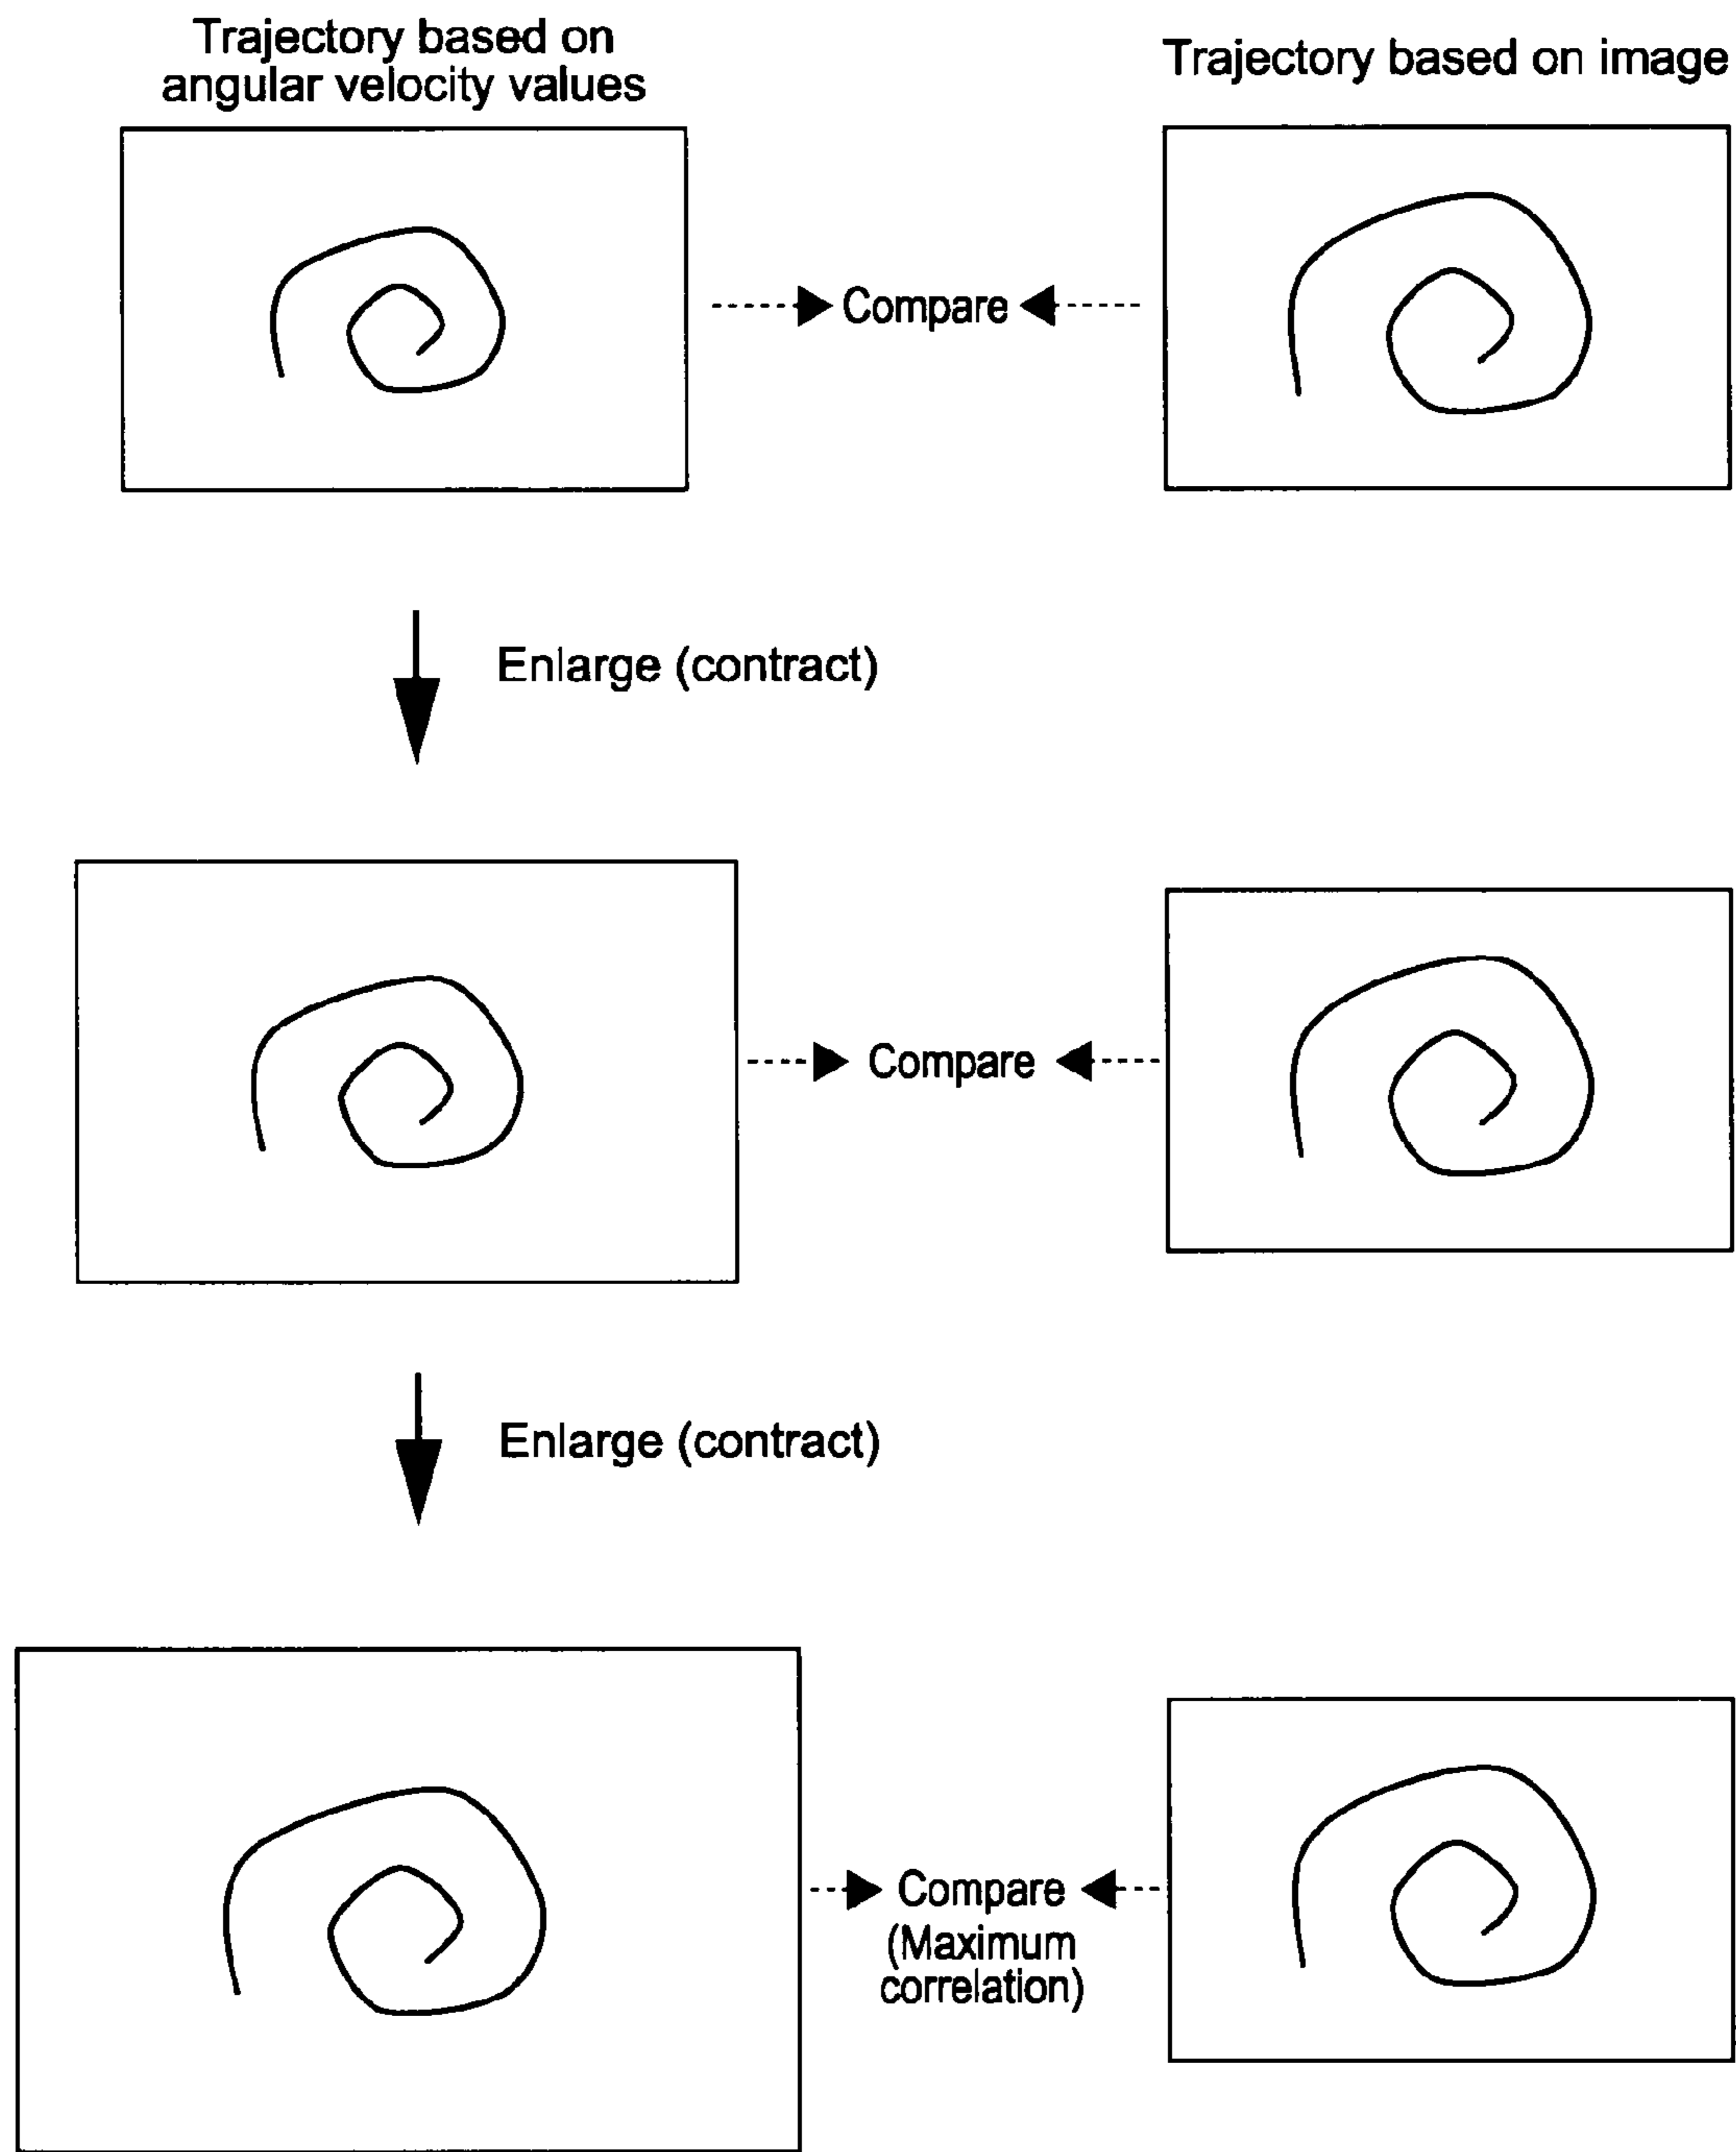 Trajectory based on
angular velocity values
Trajectory based on image
Compare
Enlarge (contract)
Compare
Enlarge (contract)
Compare
(Maximum
correlation)